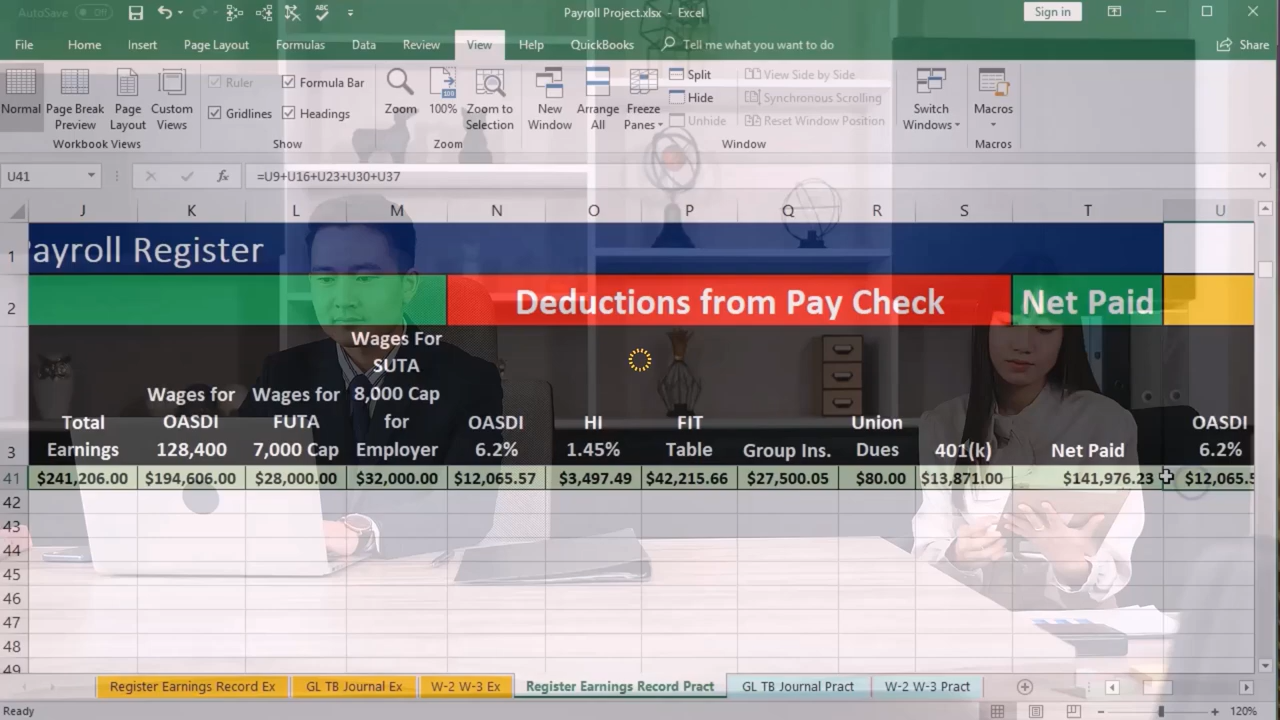 AutoSave Off Payroll Project.xlsx - Excel Sign in
File Home Insert Page Layout Formulas Data Review View Help QuickBooks Tell me what you want to do Share
Normal Page Break Preview Page Layout Custom Views
Workbook Views
Ruler Formula Bar
Gridlines Headings
Show
Zoom 100% Zoom to Selection
Zoom
New Window Arrange All Freeze Panes
Split
Hide
Unhide
View Side by Side
Synchronous Scrolling
Reset Window Position
Window
Switch Windows
Macros
Macros
U41 fx =U9+U16+U23+U30+U37
J K L M N O P Q R S T U
1 ayroll Register
2 Deductions from Pay Check Net Paid
3 Total Earnings Wages for OASDI 128,400 Wages for FUTA 7,000 Cap Wages For SUTA 8,000 Cap for Employer OASDI 6.2% HI 1.45% FIT Table Group Ins. Union Dues 401(k) Net Paid OASDI 6.2%
41 $241,206.00 $194,606.00 $28,000.00 $32,000.00 $12,065.57 $3,497.49 $42,215.66 $27,500.05 $80.00 $13,871.00 $141,976.23 $12,065.5
42
43
44
45
46
47
48
49
Register Earnings Record Ex GL TB Journal Ex W-2 W-3 Ex Register Earnings Record Pract GL TB Journal Pract W-2 W-3 Pract
Ready 120%